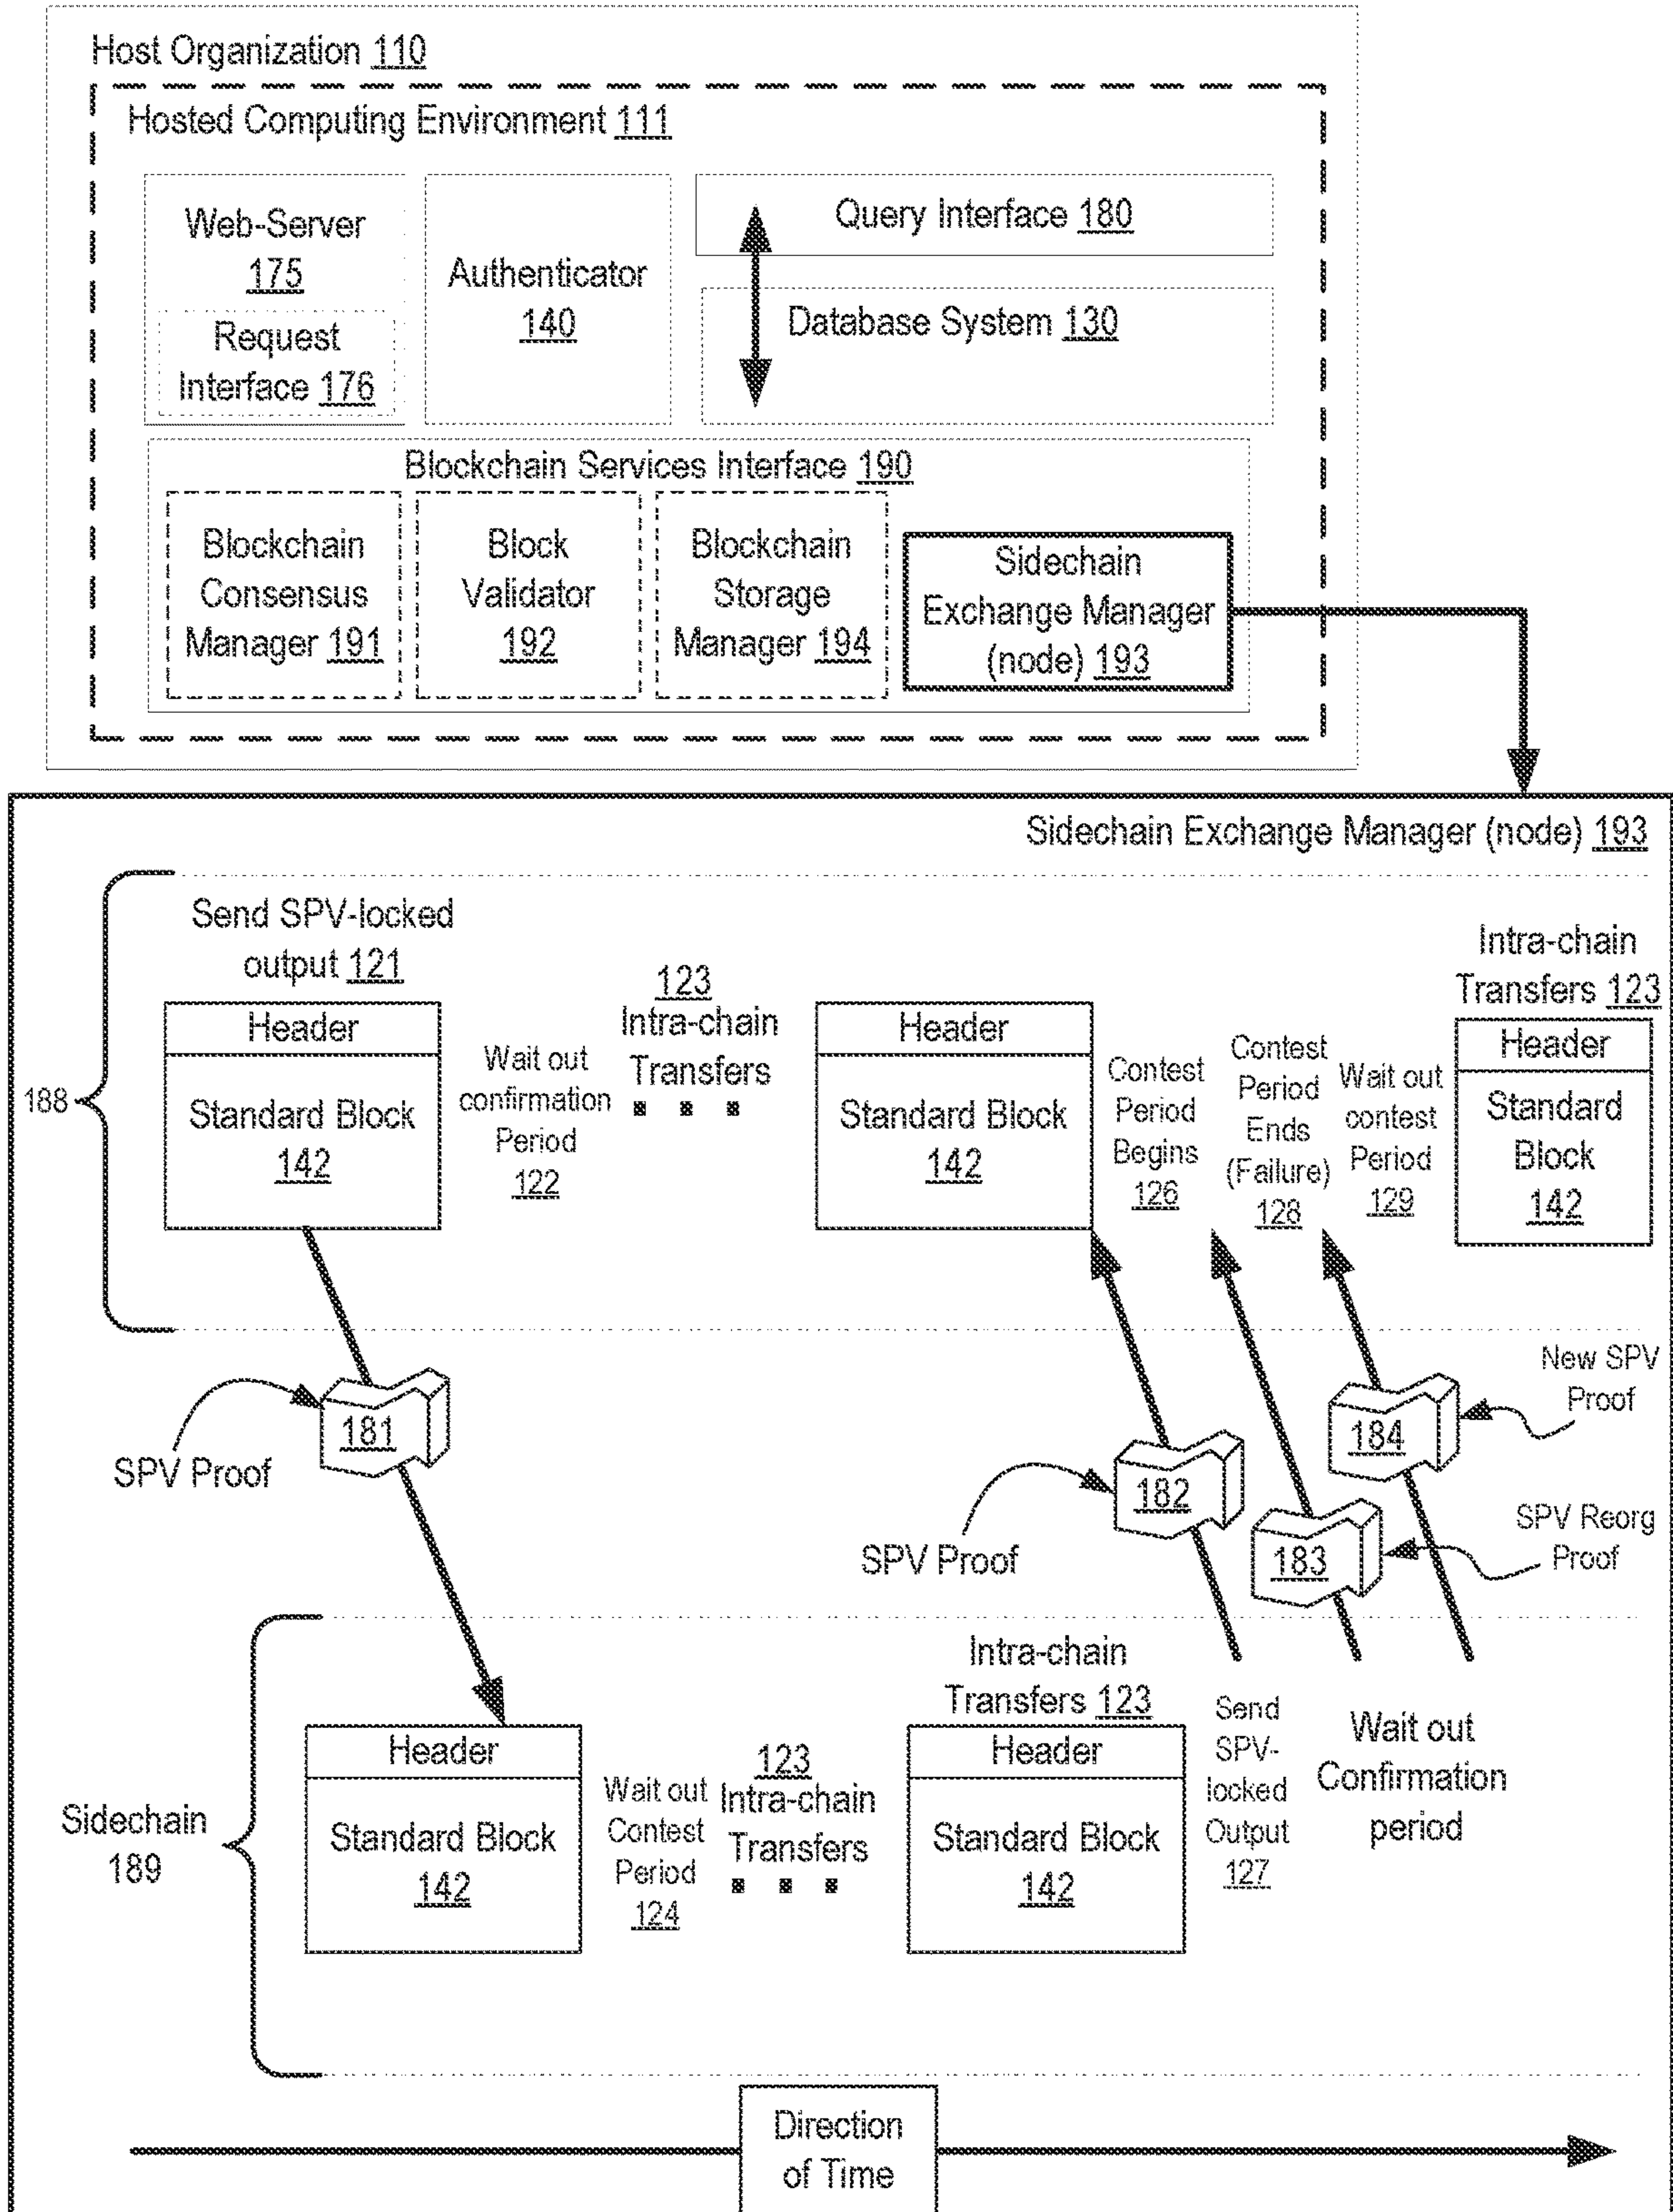 Host Organization 110
Hosted Computing Environment 111
Web-Server
175
Request
Interface 176
Authenticator
140
Query Interface 180
Database System 130
Blockchain Services Interface 190
Blockchain
Consensus
Manager 191
Block
Validator
192
Blockchain
Storage
Manager 194
Sidechain
Exchange Manager
(node) 193
Sidechain Exchange Manager (node) 193
188
Send SPV-locked
output 121
Header
Standard Block
142
Wait out
confirmation
Period
122
123
Intra-chain
Transfers
Header
Standard Block
142
Contest
Period
Begins
126
Contest
Period
Ends
(Failure)
128
Wait out
contest
Period
129
Intra-chain
Transfers 123
Header
Standard
Block
142
SPV Proof
181
SPV Proof
182
183
184
New SPV
Proof
SPV Reorg
Proof
Sidechain
189
Header
Standard Block
142
Wait out
Contest
Period
124
123
Intra-chain
Transfers
Intra-chain
Transfers 123
Header
Standard Block
142
Send
SPV-
locked
Output
127
Wait out
Confirmation
period
Direction
of Time